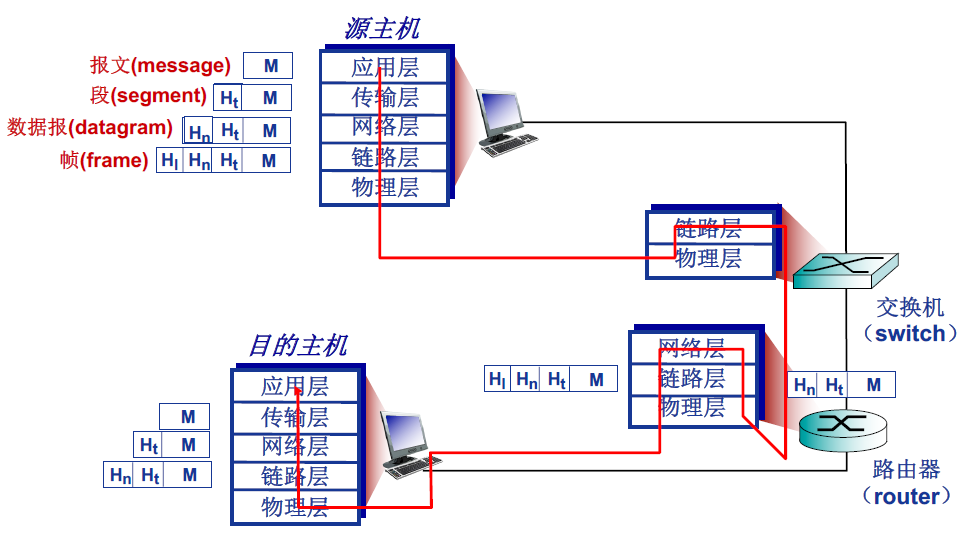 源主机
报文(message) M
段(segment) Ht M
数据报(datagram) Hn Ht M
帧(frame) Hl Hn Ht M
应用层
传输层
网络层
链路层
物理层
链路层
物理层
交换机
（switch）
网络层
链路层
物理层
Hl Hn Ht M
Hn Ht M
路由器
（router）
目的主机
应用层
传输层
网络层
链路层
物理层
M
Ht M
Hn Ht M